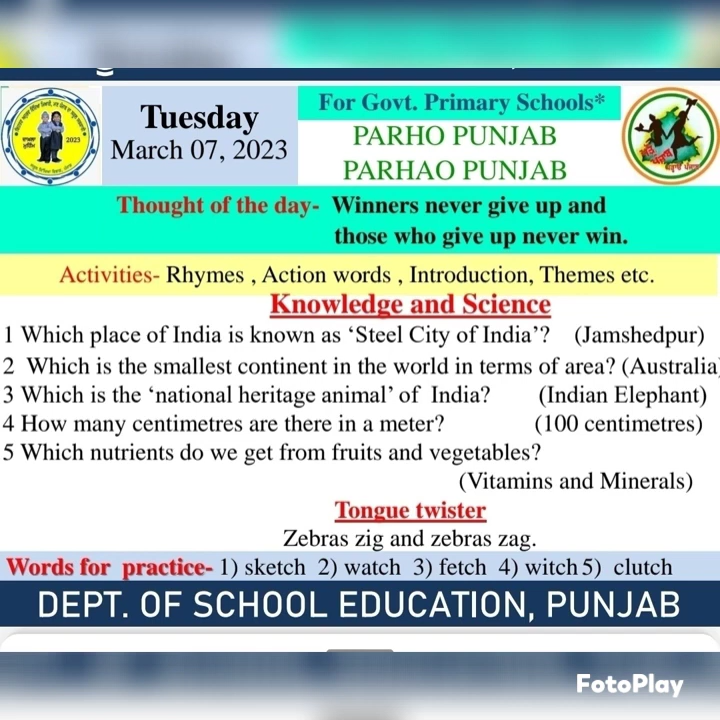 Tuesday
March 07, 2023
For Govt. Primary Schools*
PARHO PUNJAB
PARHAO PUNJAB
2023
Thought of the day- Winners never give up and
those who give up never win.
Activities- Rhymes , Action words , Introduction, Themes etc.
Knowledge and Science
1 Which place of India is known as ‘Steel City of India’? (Jamshedpur)
2 Which is the smallest continent in the world in terms of area? (Australia
3 Which is the ‘national heritage animal’ of India? (Indian Elephant)
4 How many centimetres are there in a meter? (100 centimetres)
5 Which nutrients do we get from fruits and vegetables?
(Vitamins and Minerals)
Tongue twister
Zebras zig and zebras zag.
Words for practice- 1) sketch 2) watch 3) fetch 4) witch 5) clutch
DEPT. OF SCHOOL EDUCATION, PUNJAB
FotoPlay